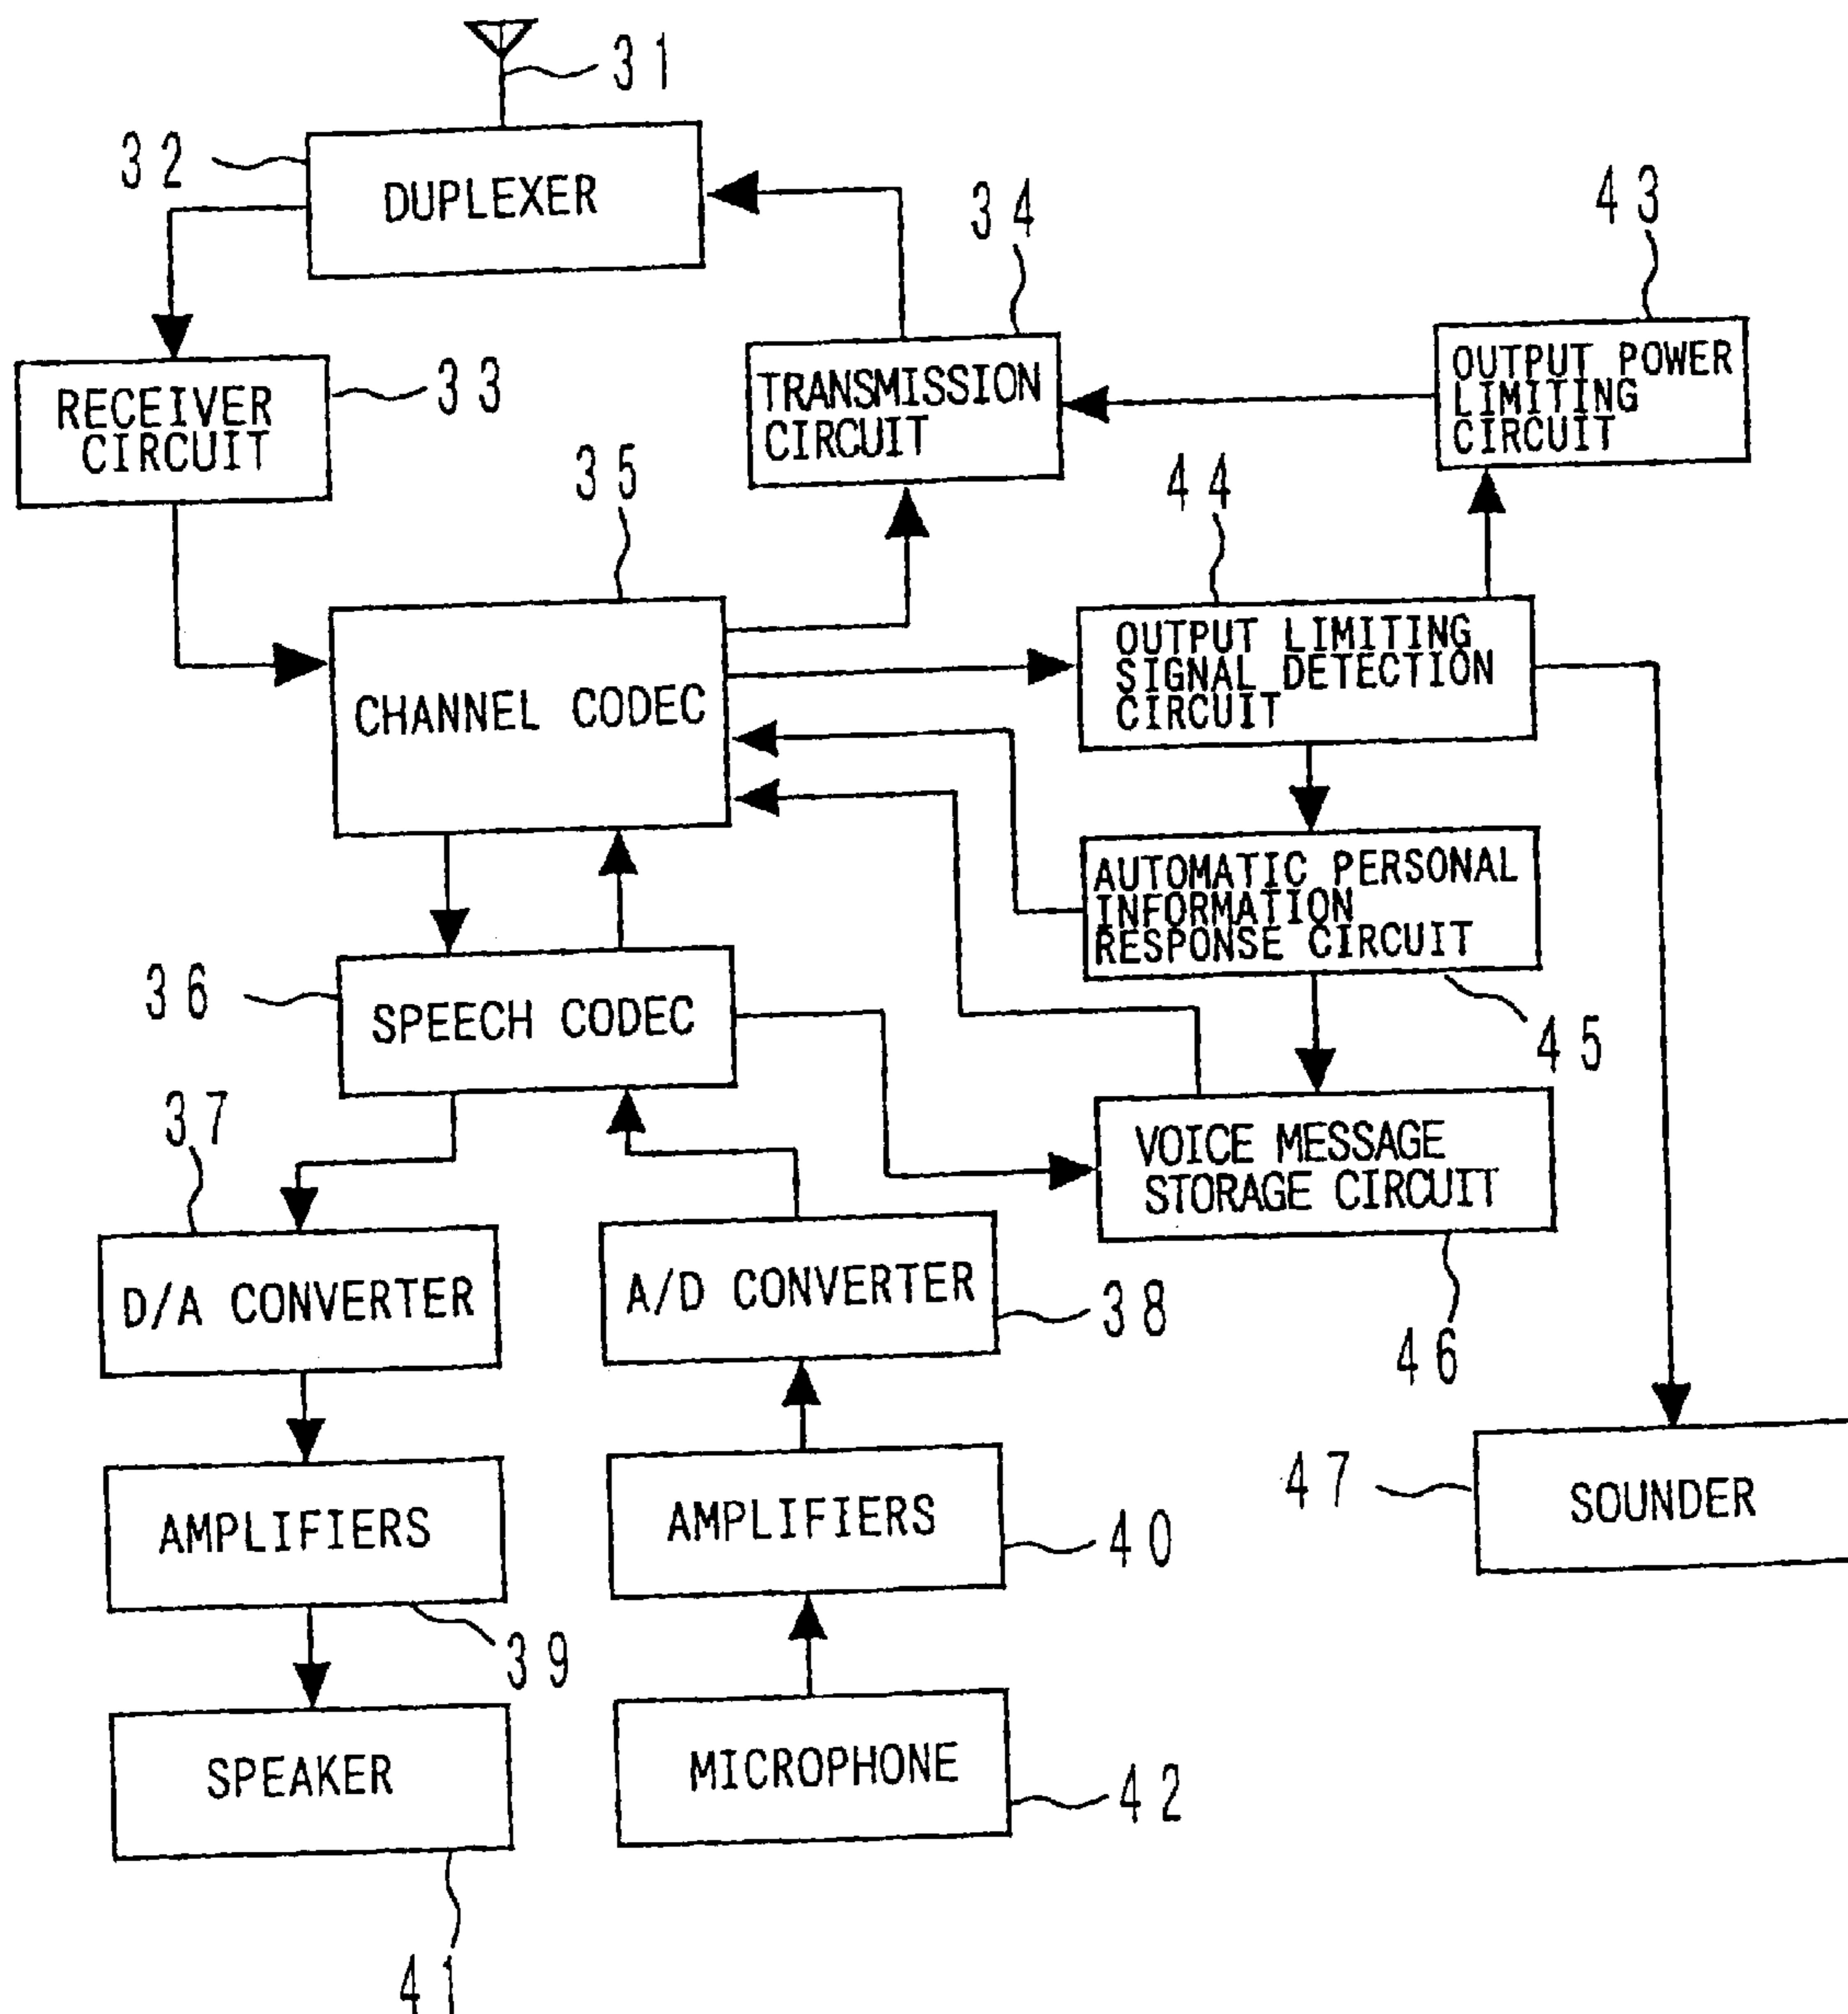 31
32
DUPLEXER
34
43
RECEIVER
CIRCUIT
33
TRANSMISSION
CIRCUIT
OUTPUT POWER
LIMITING
CIRCUIT
35
44
CHANNEL CODEC
OUTPUT LIMITING
SIGNAL DETECTION
CIRCUIT
AUTOMATIC PERSONAL
INFORMATION
RESPONSE CIRCUIT
36
SPEECH CODEC
45
37
VOICE MESSAGE
STORAGE CIRCUIT
D/A CONVERTER
A/D CONVERTER
38
46
AMPLIFIERS
AMPLIFIERS
40
47
SOUNDER
39
SPEAKER
MICROPHONE
42
41